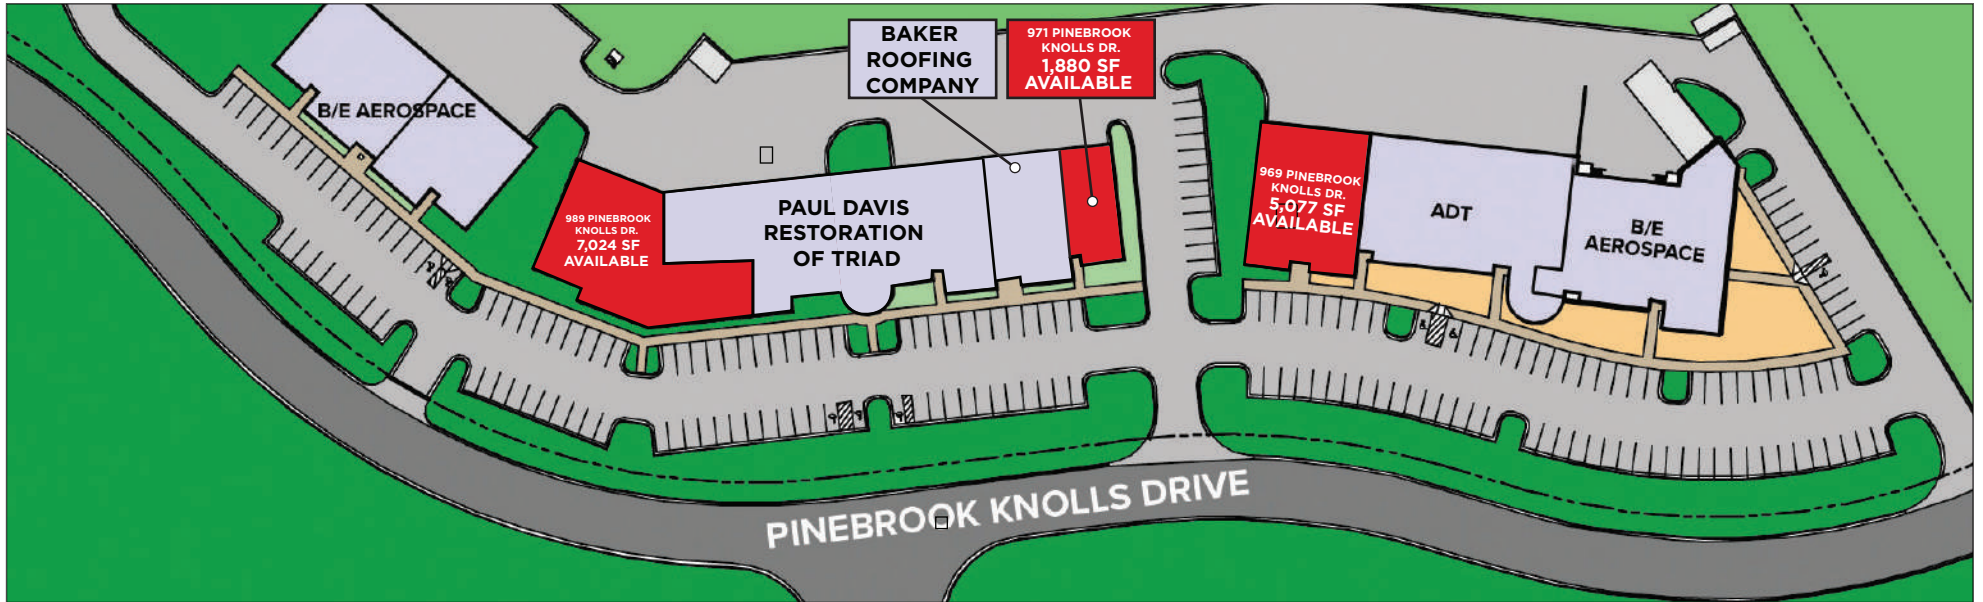 BAKER
ROOFING
COMPANY
971 PINEBROOK
KNOLLS DR.
1,880 SF
AVAILABLE
B/E AEROSPACE
989 PINEBROOK
KNOLLS DR.
7,024 SF
AVAILABLE
PAUL DAVIS
RESTORATION
OF TRIAD
969 PINEBROOK
KNOLLS DR.
5,077 SF
AVAILABLE
ADT
B/E
AEROSPACE
PINEBROOK KNOLLS DRIVE